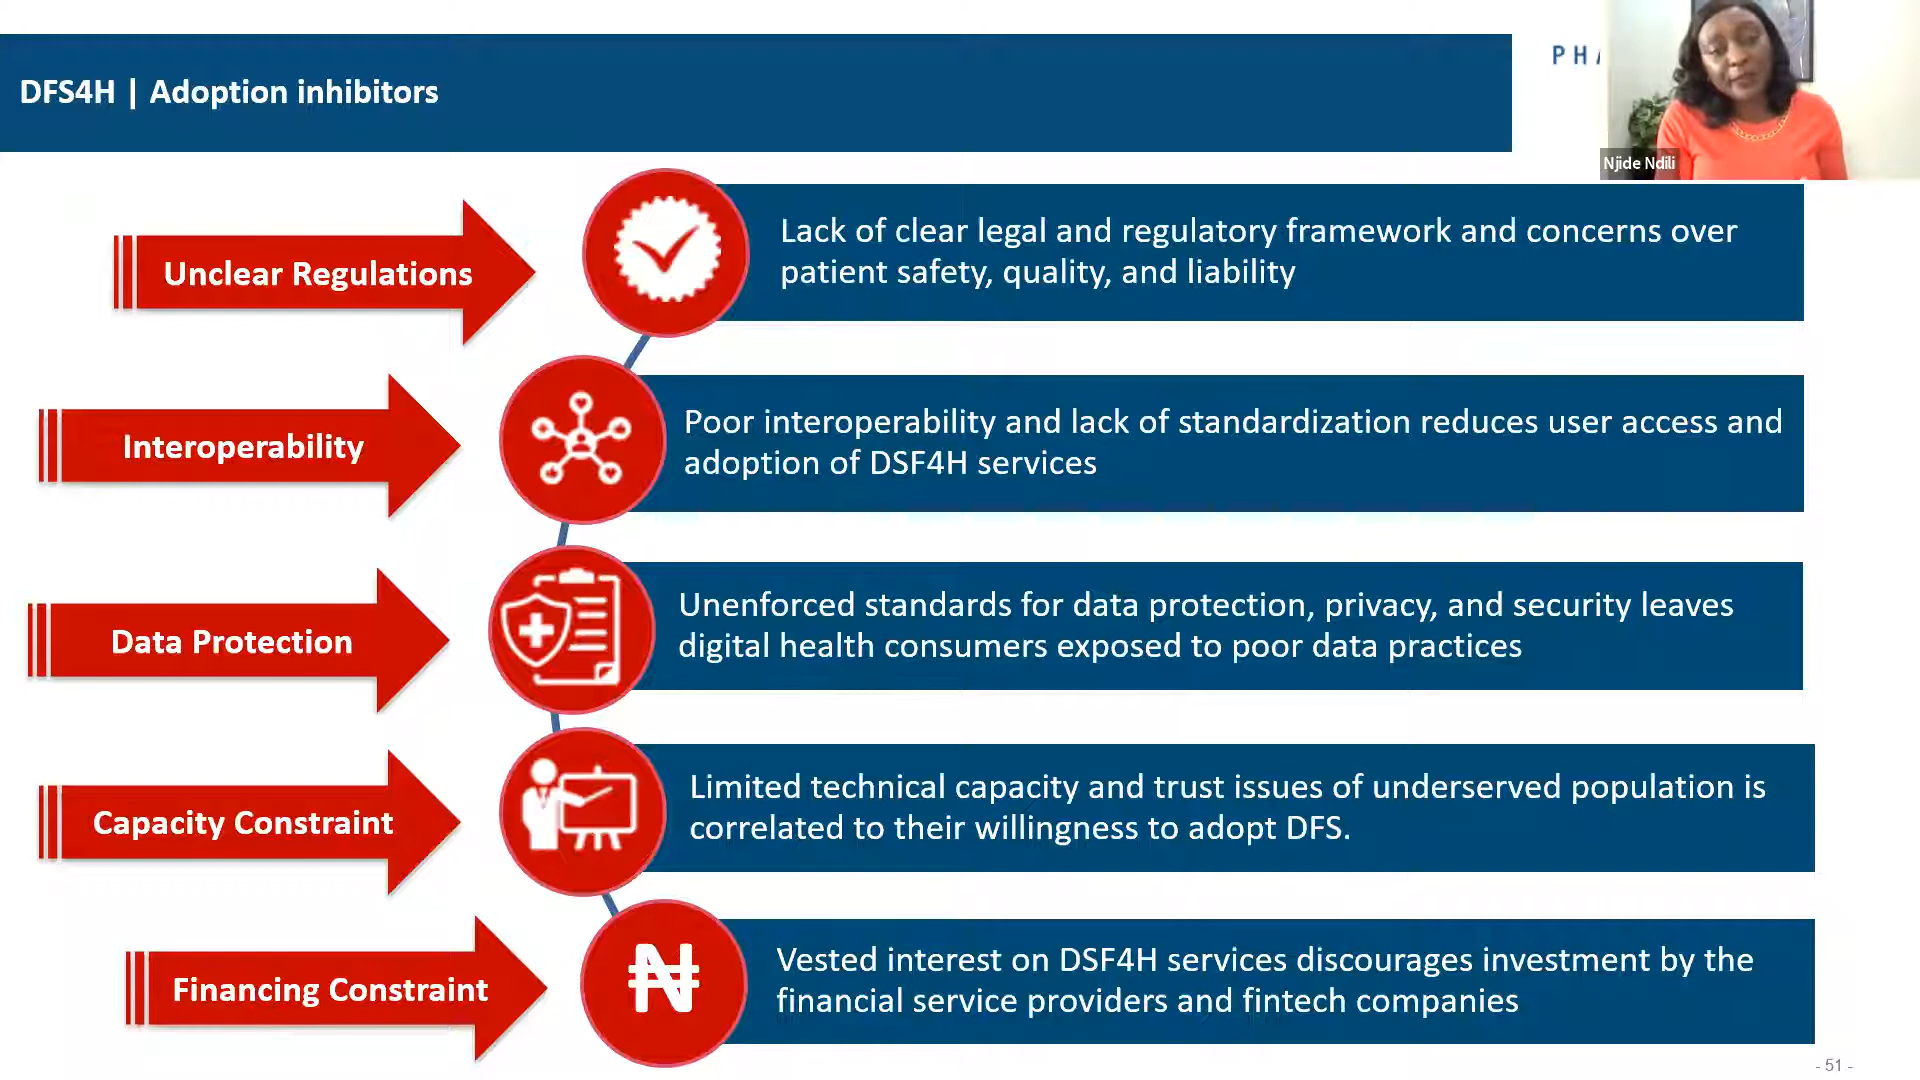 DFS4H | Adoption inhibitors
PHA
Njide Ndili
Unclear Regulations
Lack of clear legal and regulatory framework and concerns over
patient safety, quality, and liability
Interoperability
Poor interoperability and lack of standardization reduces user access and
adoption of DSF4H services
Data Protection
Unenforced standards for data protection, privacy, and security leaves
digital health consumers exposed to poor data practices
Capacity Constraint
Limited technical capacity and trust issues of underserved population is
correlated to their willingness to adopt DFS.
Financing Constraint
₦
Vested interest on DSF4H services discourages investment by the
financial service providers and fintech companies
- 51 -